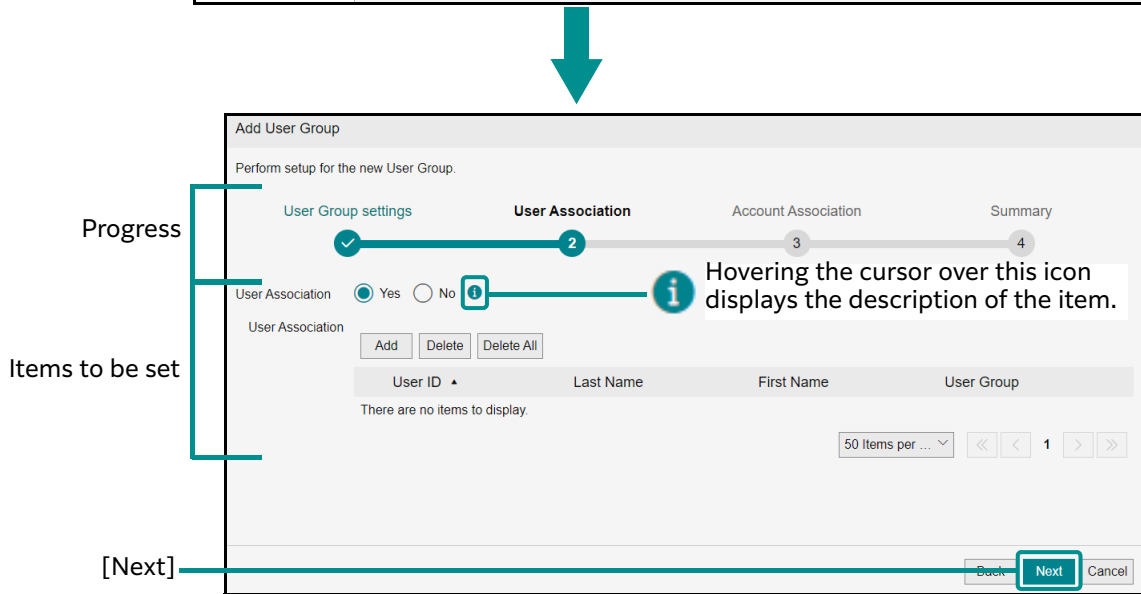 Add User Group
Perform setup for the new User Group.
User Group settings User Association Account Association Summary
Progress
2 3 4
Hovering the cursor over this icon
displays the description of the item.
User Association Yes No
User Association
Add Delete Delete All
Items to be set
User ID Last Name First Name User Group
There are no items to display.
50 Items per ... 1
[Next]
Back Next Cancel